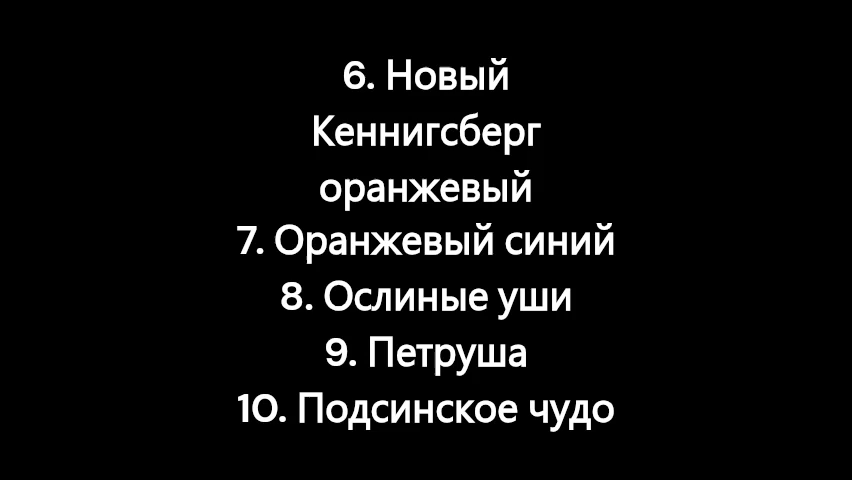 6. Новый
Кеннигсберг
оранжевый
7. Оранжевый синий
8. Ослиные уши
9. Петруша
10. Подсинское чудо